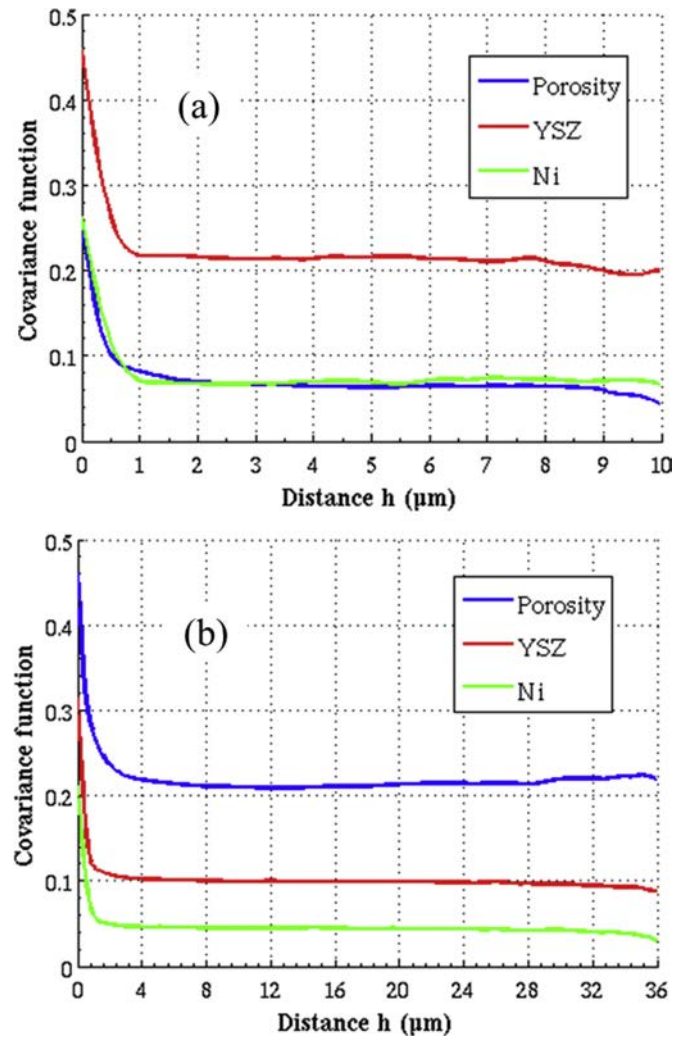 0.5
0.4
0.3
0.2
0.1
0
Covariance function
(a)
Porosity
YSZ
Ni
0 1 2 3 4 5 6 7 8 9 10
Distance h (μm)
0.5
0.4
0.3
0.2
0.1
0
Covariance function
(b)
Porosity
YSZ
Ni
0 4 8 12 16 20 24 28 32 36
Distance h (μm)